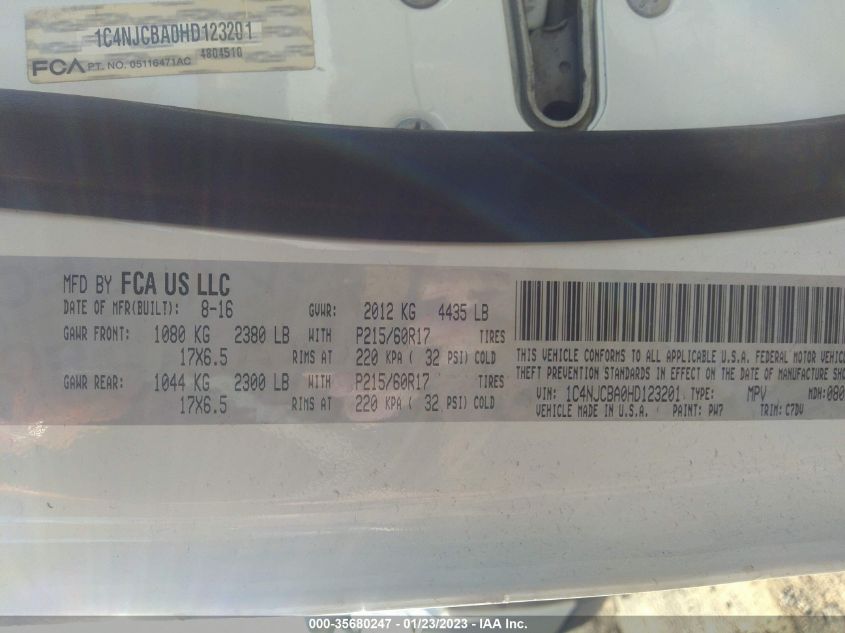 1C4NJCBA0HD123201
4804510
FCA PT. NO. 05116471AC
MFD BY FCA US LLC
DATE OF MFR(BUILT): 8-16 GVWR: 2012 KG 4435 LB
GAWR FRONT: 1080 KG 2380 LB WITH P215/60R17 TIRES
17X6.5 RIMS AT 220 KPA ( 32 PSI) COLD
GAWR REAR: 1044 KG 2300 LB WITH P215/60R17 TIRES
17X6.5 RIMS AT 220 KPA ( 32 PSI) COLD
THIS VEHICLE CONFORMS TO ALL APPLICABLE U.S.A. FEDERAL MOTOR
THEFT PREVENTION STANDARDS IN EFFECT ON THE DATE OF MANUFACTURE
VIN: 1C4NJCBA0HD123201 TYPE: MPV MDH:080
VEHICLE MADE IN U.S.A. PAINT: PW7 TRIM: C7DV
000-35680247 - 01/23/2023 - IAA Inc.